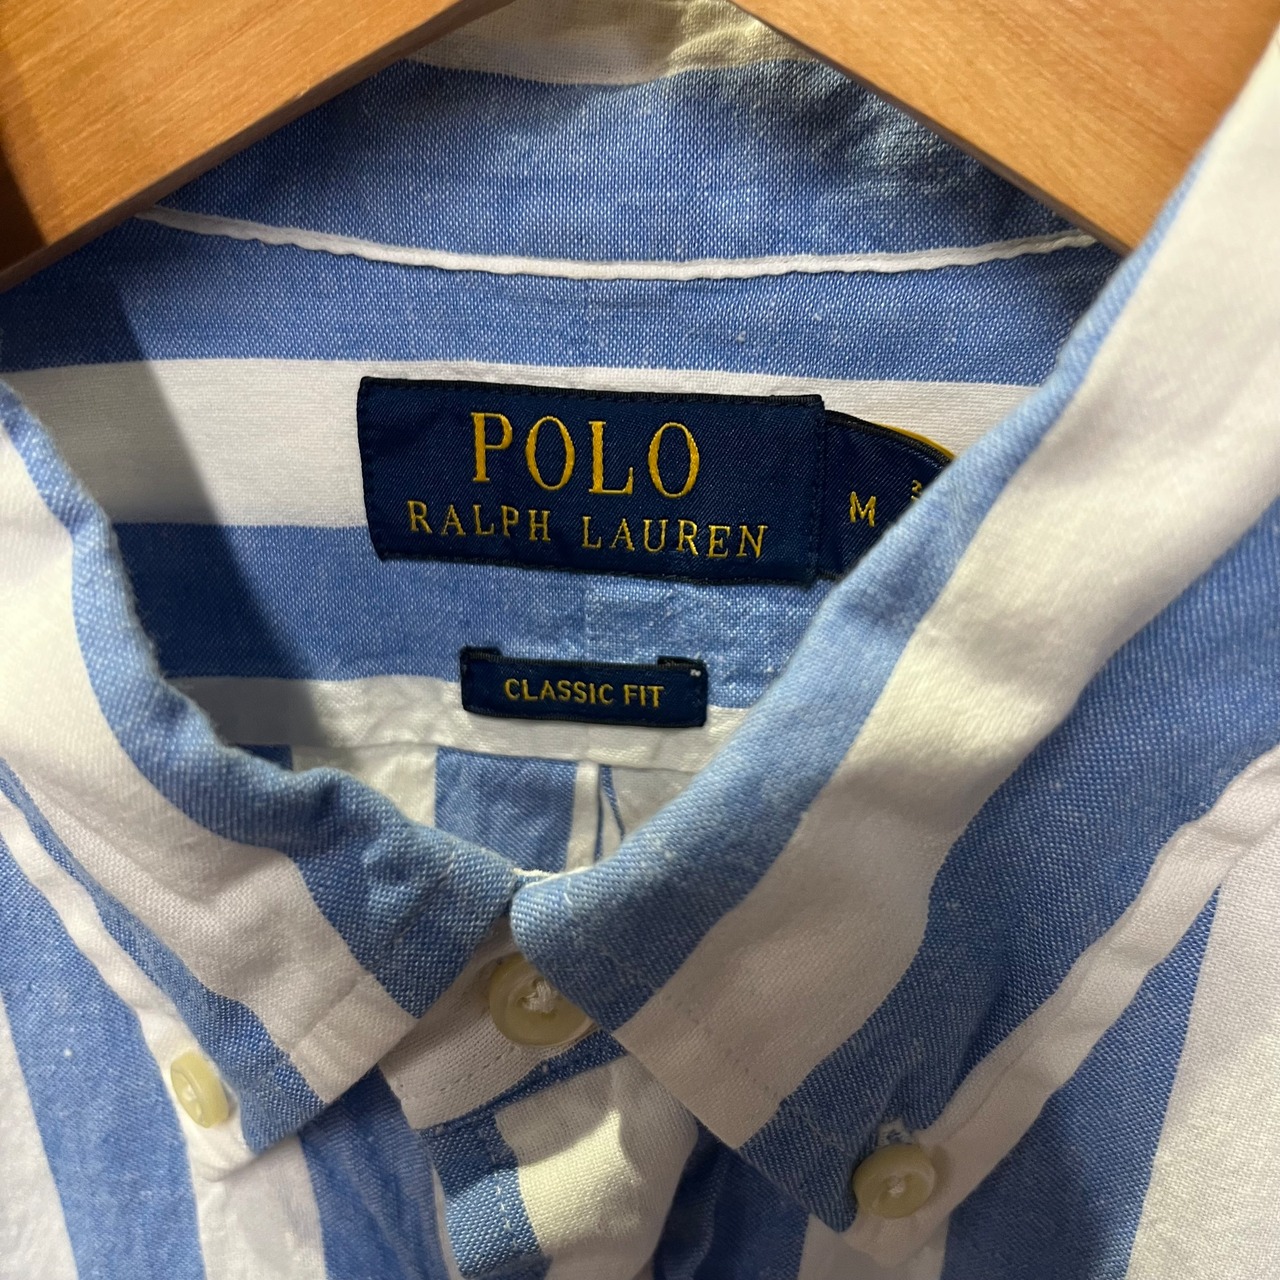 POLO
RALPH LAUREN
M
CLASSIC FIT